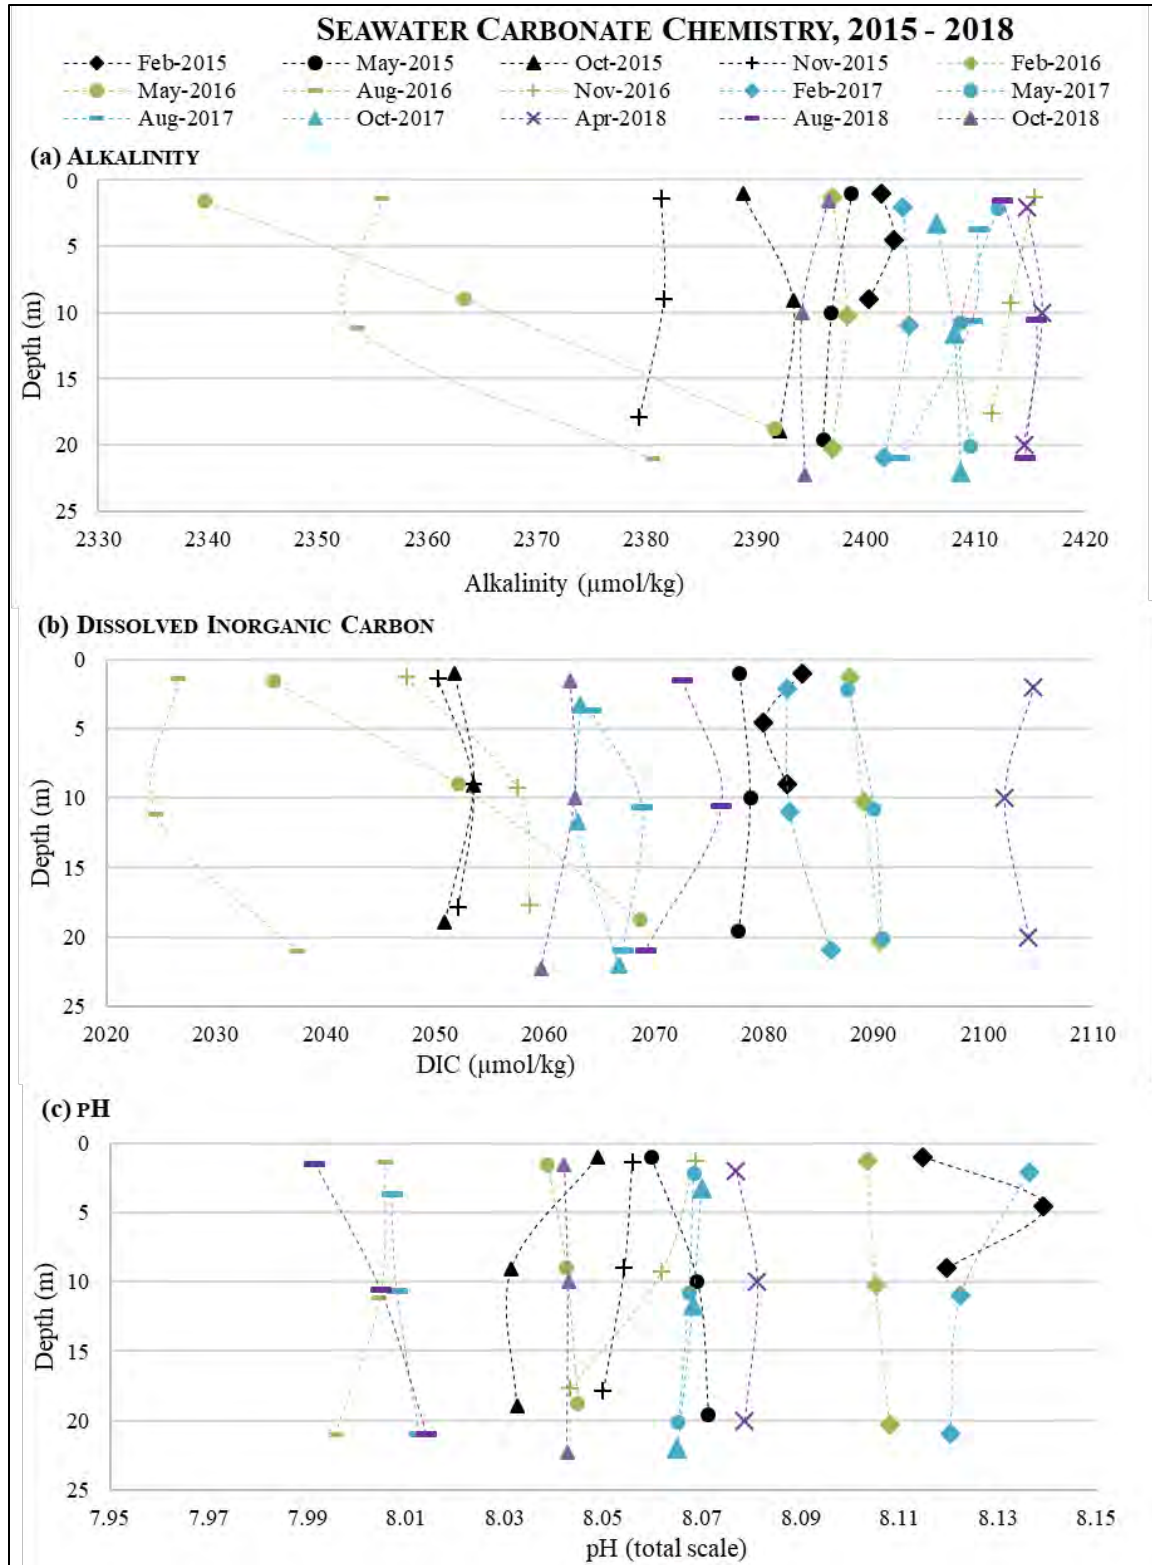 SEAWATER CARBONATE CHEMISTRY, 2015 - 2018
Feb-2015 May-2015 Oct-2015 Nov-2015 Feb-2016
May-2016 Aug-2016 Nov-2016 Feb-2017 May-2017
Aug-2017 Oct-2017 Apr-2018 Aug-2018 Oct-2018
(a) ALKALINITY
0
5
10
15
20
25
Depth (m)
2330 2340 2350 2360 2370 2380 2390 2400 2410 2420
Alkalinity (µmol/kg)
(b) DISSOLVED INORGANIC CARBON
0
5
10
15
20
25
Depth (m)
2020 2030 2040 2050 2060 2070 2080 2090 2100 2110
DIC (µmol/kg)
(c) PH
0
5
10
15
20
25
Depth (m)
7.95 7.97 7.99 8.01 8.03 8.05 8.07 8.09 8.11 8.13 8.15
pH (total scale)